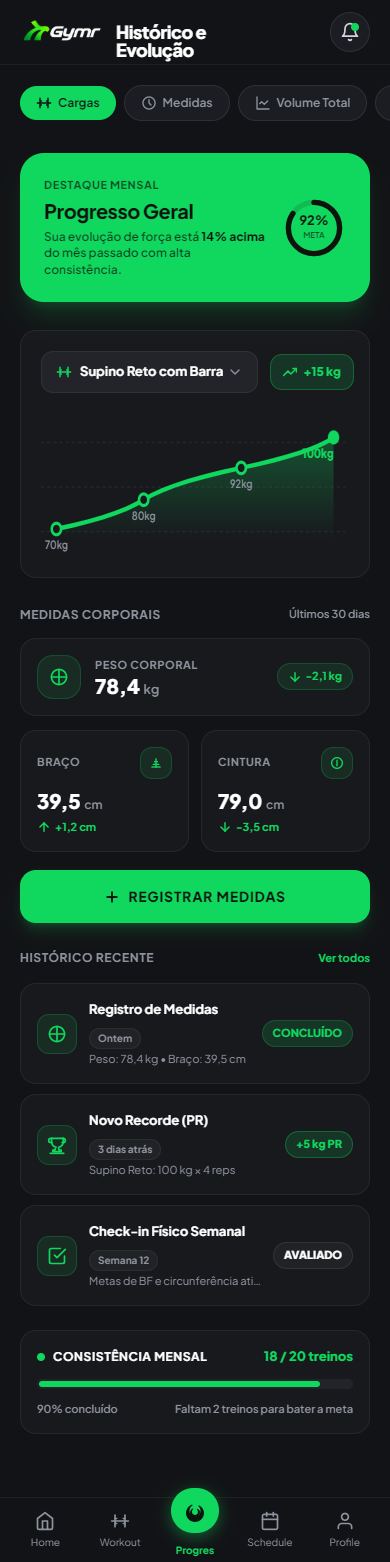 Gymr
Histórico e
Evolução
Cargas
Medidas
Volume Total
DESTAQUE MENSAL
Progresso Geral
Sua evolução de força está 14% acima
do mês passado com alta
consistência.
92%
META
Supino Reto com Barra
+15 kg
100kg
92kg
80kg
70kg
MEDIDAS CORPORAIS
Últimos 30 dias
PESO CORPORAL
78,4 kg
-2,1 kg
BRAÇO
39,5 cm
+1,2 cm
CINTURA
79,0 cm
-3,5 cm
+ REGISTRAR MEDIDAS
HISTÓRICO RECENTE
Ver todos
Registro de Medidas
Ontem
Peso: 78,4 kg • Braço: 39,5 cm
CONCLUÍDO
Novo Recorde (PR)
3 dias atrás
Supino Reto: 100 kg × 4 reps
+5 kg PR
Check-in Físico Semanal
Semana 12
Metas de BF e circunferência ati...
AVALIADO
CONSISTÊNCIA MENSAL
18 / 20 treinos
90% concluído
Faltam 2 treinos para bater a meta
Home
Workout
Progres
Schedule
Profile